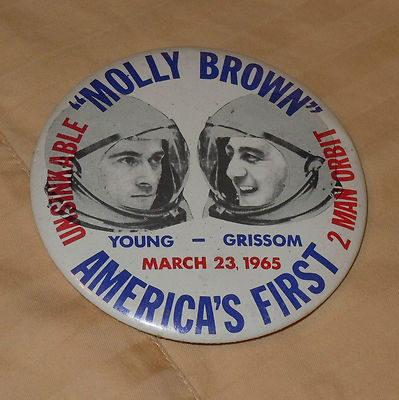 UNSINKABLE "MOLLY BROWN"
YOUNG - GRISSOM
MARCH 23, 1965
AMERICA'S FIRST 2 MAN ORBIT